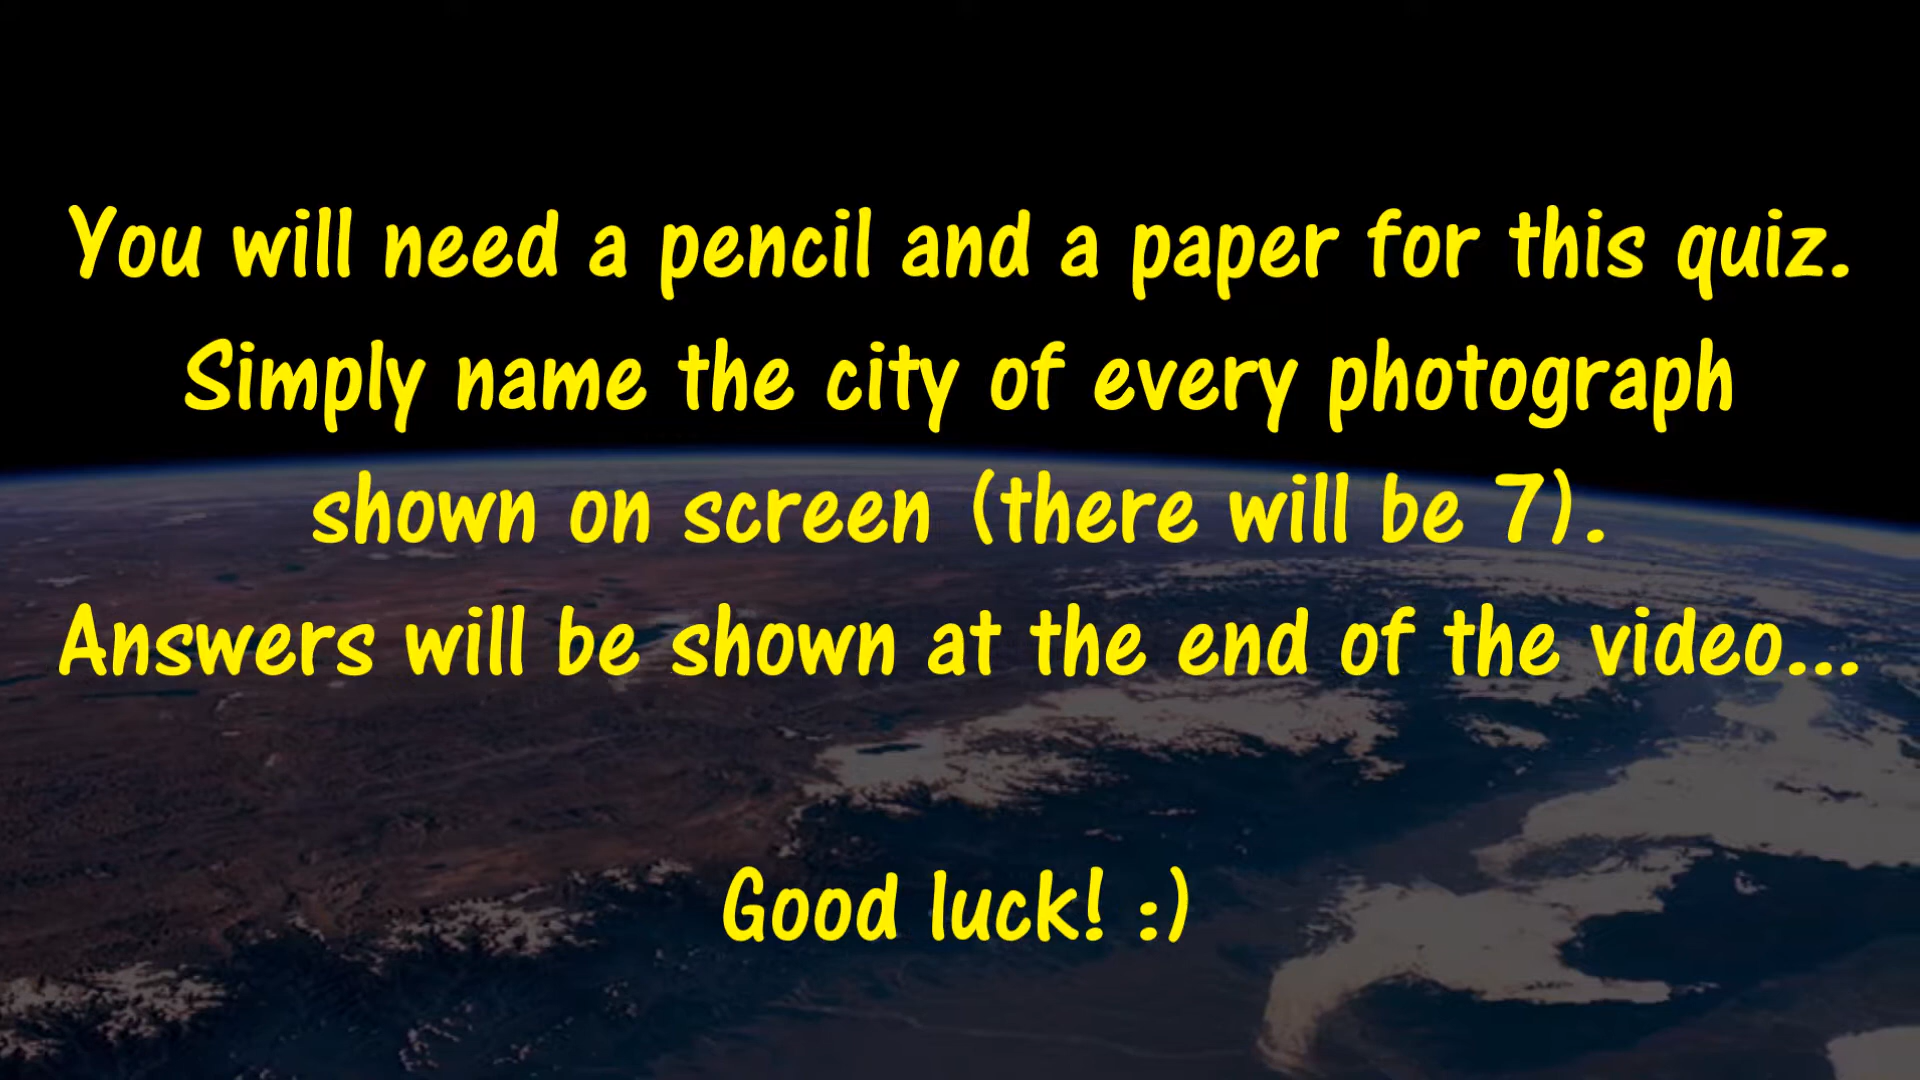 You will need a pencil and a paper for this quiz.
Simply name the city of every photograph
shown on screen (there will be 7).
Answers will be shown at the end of the video...
Good luck! :)